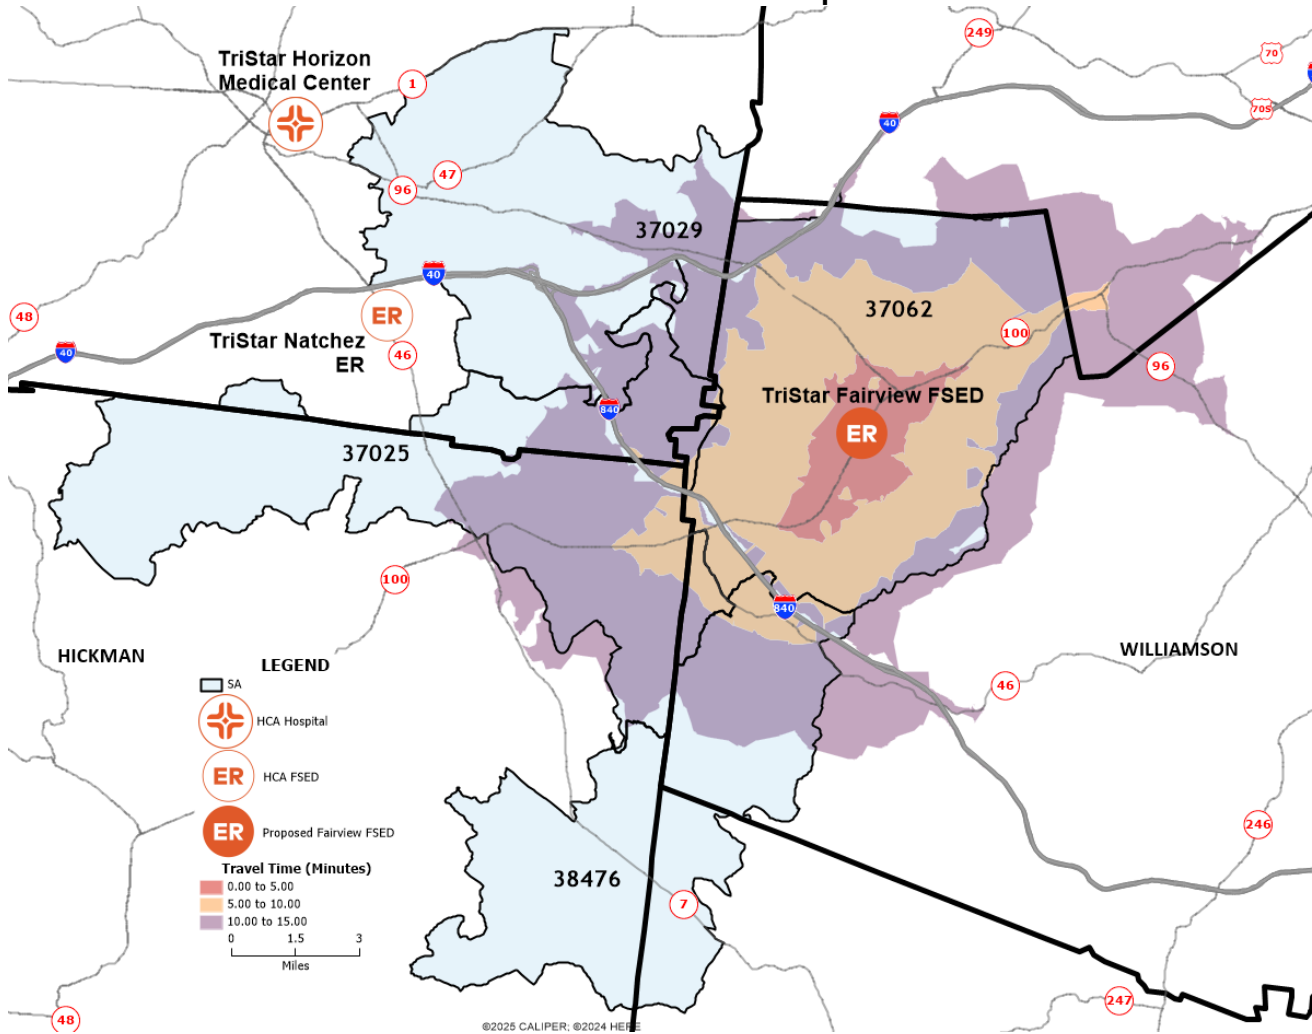 249
70
TriStar Horizon
Medical Center
1
70S
40
47
96
37029
40
37062
48
ER
100
TriStar Natchez
ER
40
46
96
TriStar Fairview FSED
840
ER
37025
100
840
HICKMAN
WILLIAMSON
LEGEND
SA
46
HCA Hospital
ER
HCA FSED
ER
Proposed Fairview FSED
246
Travel Time (Minutes)
0.00 to 5.00
5.00 to 10.00
10.00 to 15.00
38476
7
0 1.5 3
Miles
247
48
©2025 CALIPER; ©2024 HERE